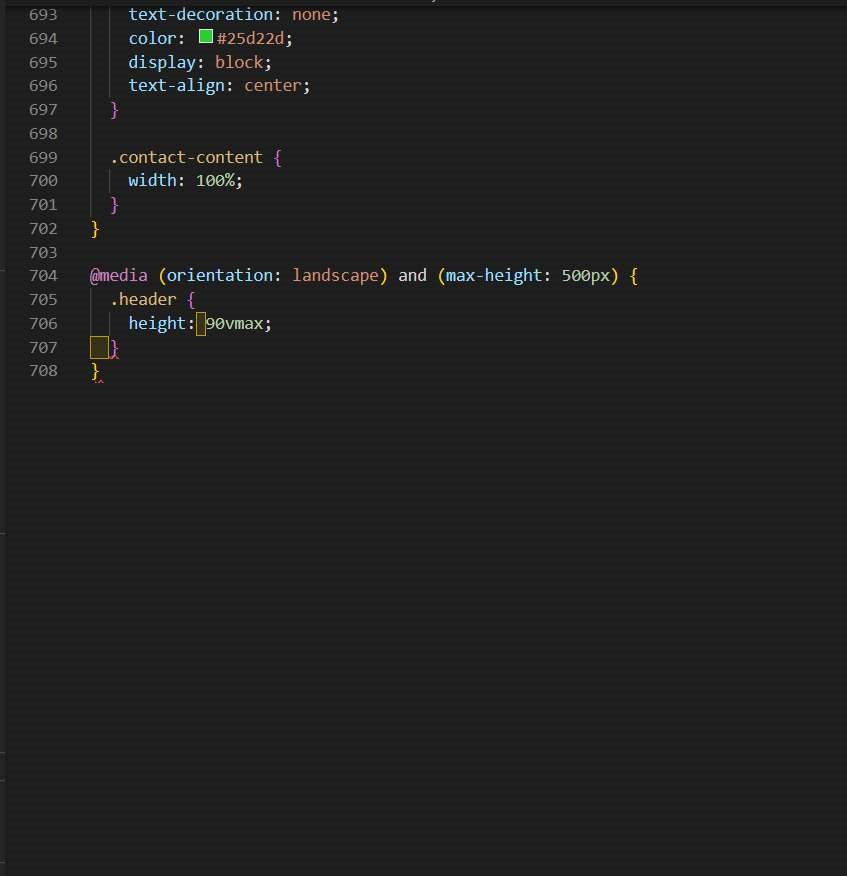 693 text-decoration: none;
694 color: #25d22d;
695 display: block;
696 text-align: center;
697 }
698
699 .contact-content {
700 width: 100%;
701 }
702 }
703
704 @media (orientation: landscape) and (max-height: 500px) {
705 .header {
706 height: 90vmax;
707 }
708 }